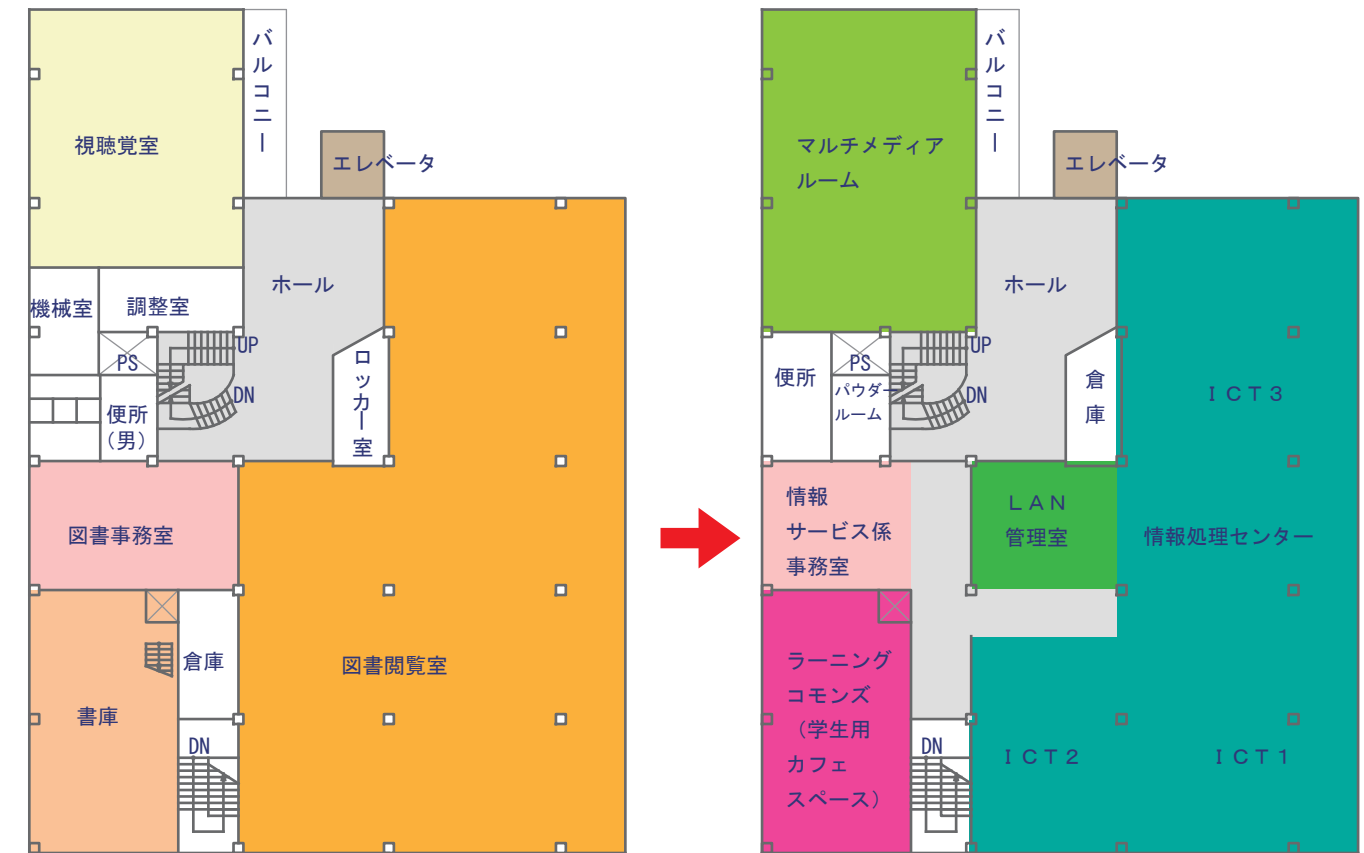 バルコニー
視聴覚室
エレベータ
ホール
機械室
調整室
UP
PS
ロッカー室
DN
便所
(男)
図書事務室
倉庫
図書閲覧室
書庫
DN
バルコニー
マルチメディア
ルーム
エレベータ
ホール
UP
PS
便所
パウダー
ルーム
DN
倉庫
ＩＣＴ３
情報
サービス係
事務室
ＬＡＮ
管理室
情報処理センター
ラーニング
コモンズ
(学生用
カフェ
スペース)
DN
ＩＣＴ２
ＩＣＴ１